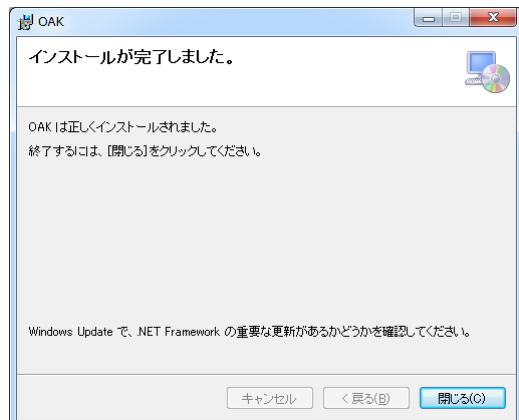 OAK
インストールが完了しました。
OAK は正しくインストールされました。
終了するには、[閉じる]をクリックしてください。
Windows Update で、.NET Framework の重要な更新があるかどうかを確認してください。
キャンセル
< 戻る(B)
閉じる(C)